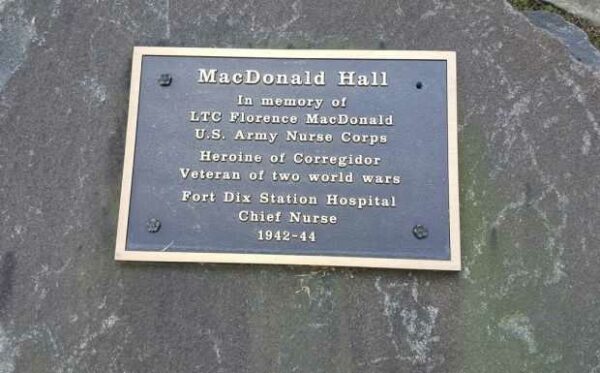 MacDonald Hall
In memory of
LTC Florence MacDonald
U.S. Army Nurse Corps
Heroine of Corregidor
Veteran of two world wars
Fort Dix Station Hospital
Chief Nurse
1942-44